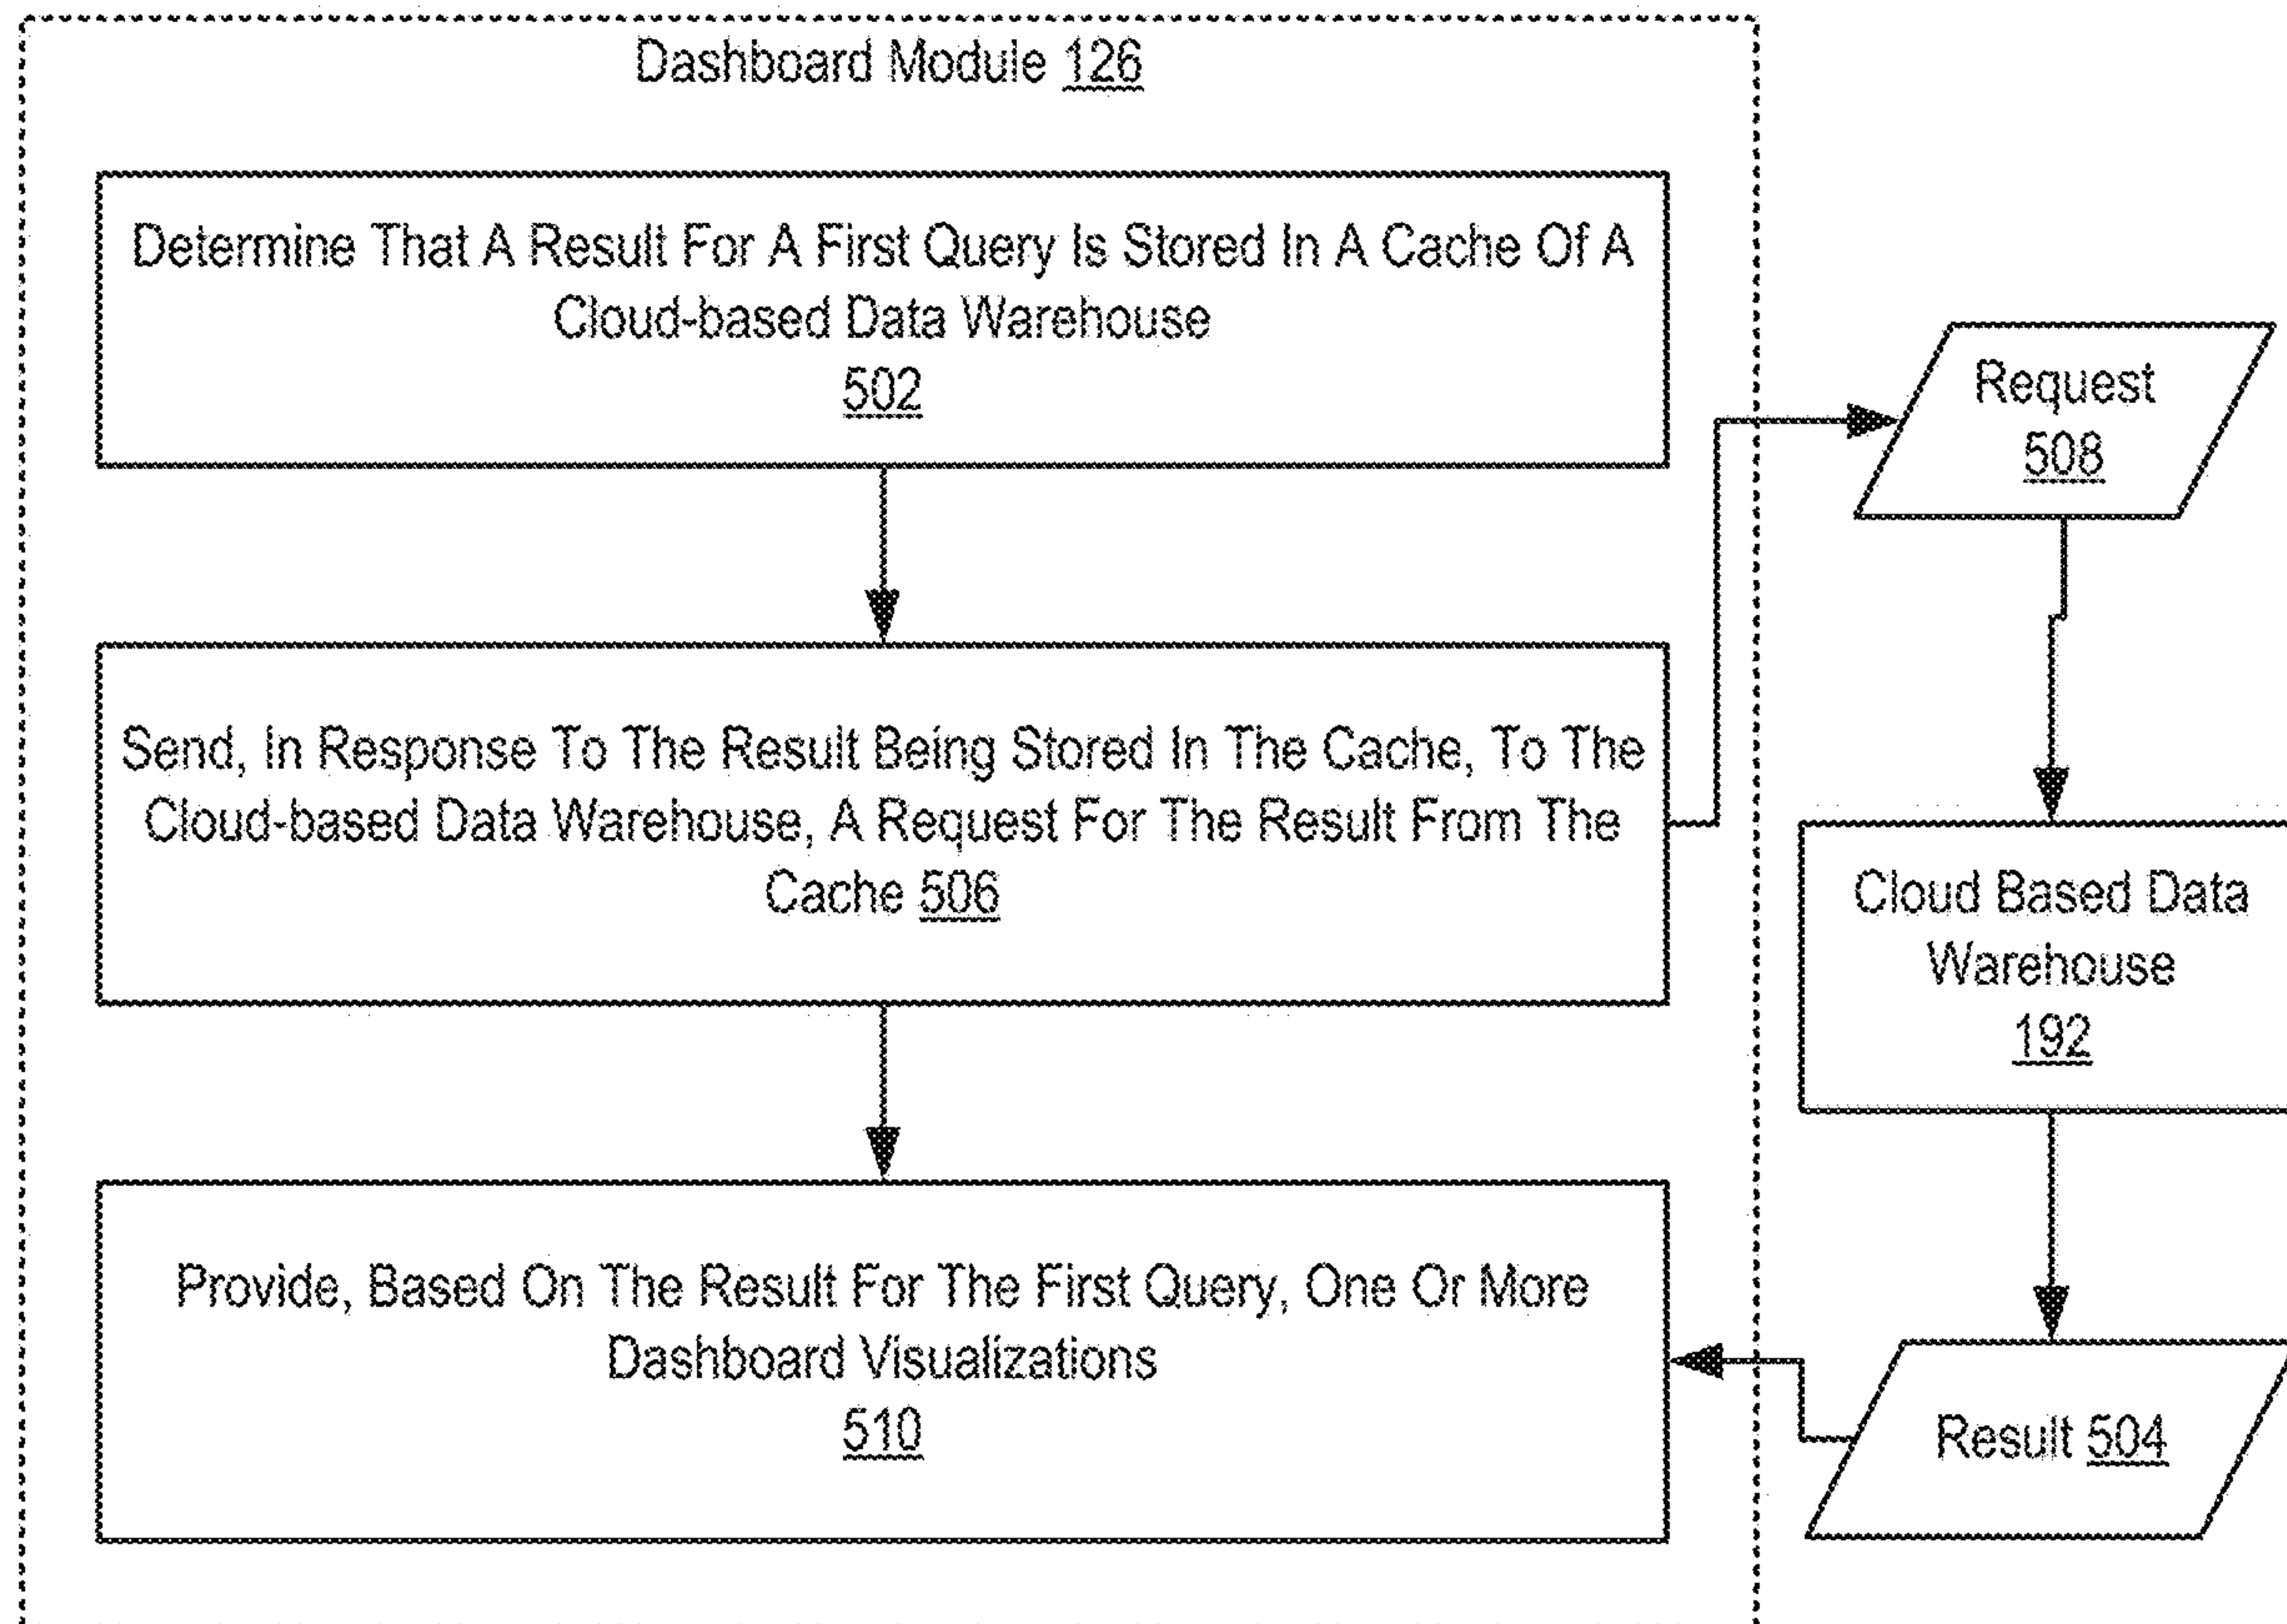 Dashboard Module 126
Determine That A Result For A First Query Is Stored In A Cache Of A
Cloud-based Data Warehouse
502
Request
508
Send, In Response To The Result Being Stored In The Cache, To The
Cloud-based Data Warehouse, A Request For The Result From The
Cache 506
Cloud Based Data
Warehouse
192
Provide, Based On The Result For The First Query, One Or More
Dashboard Visualizations
510
Result 504